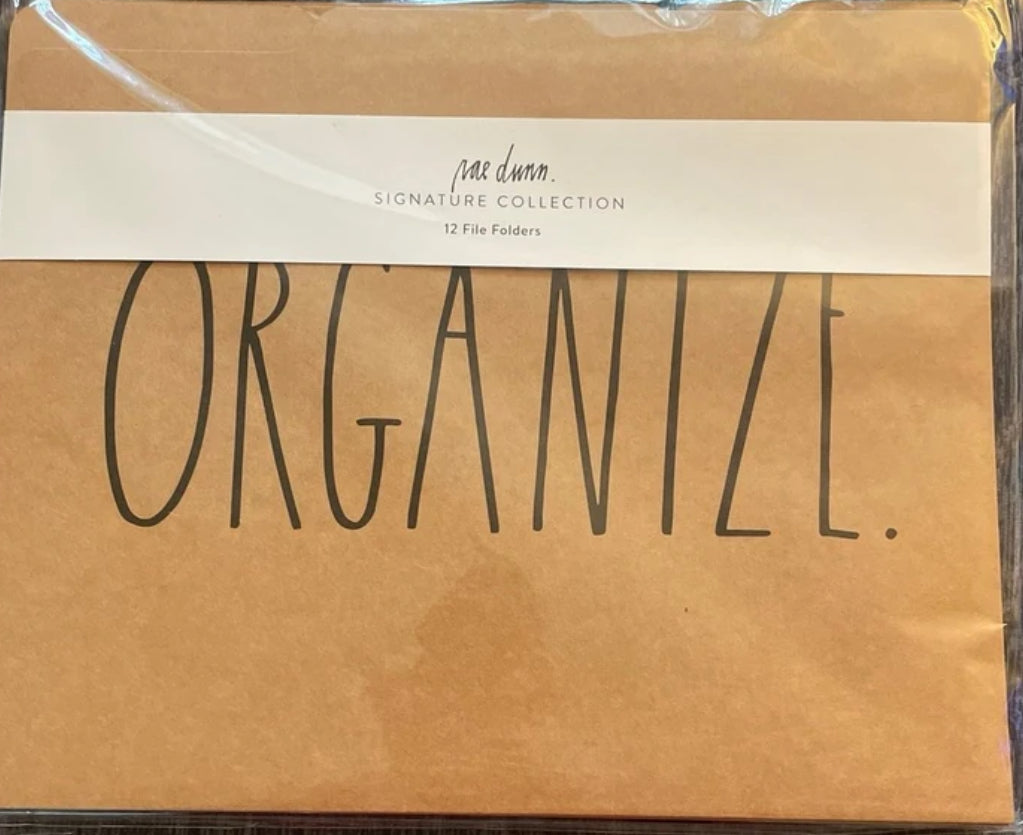 rae dunn.
SIGNATURE COLLECTION
12 File Folders
ORGANIZE.